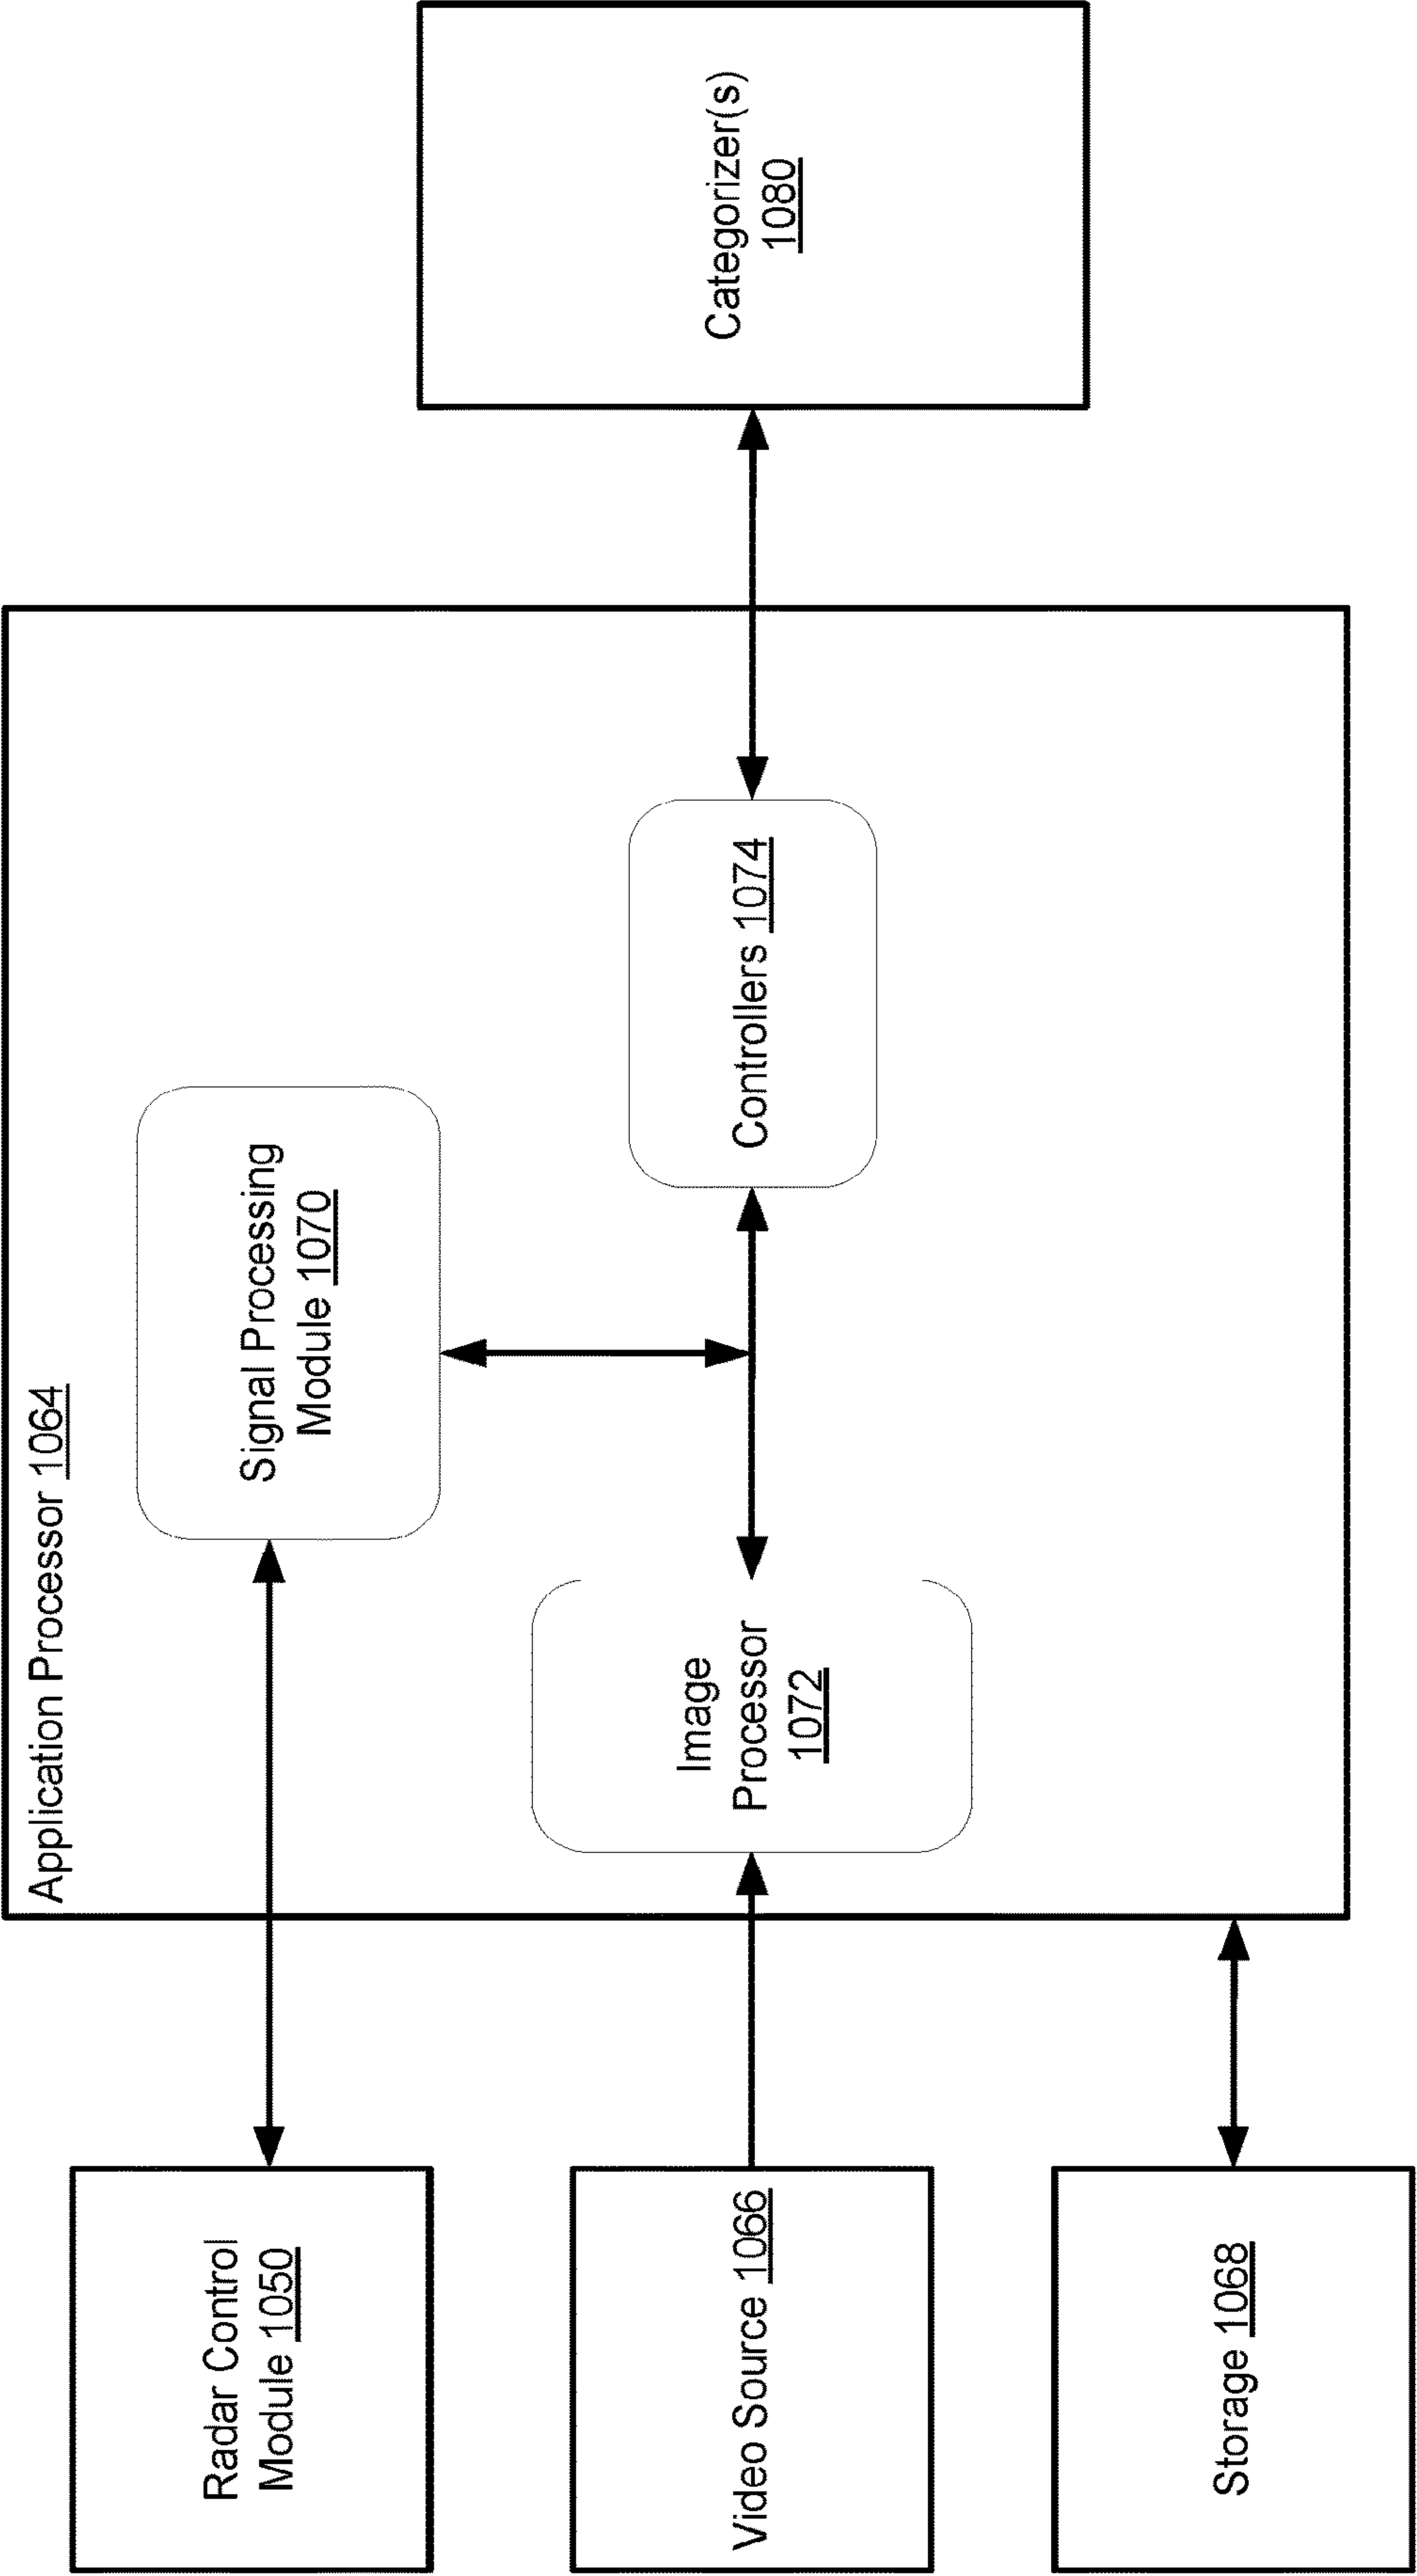 Application Processor 1064
Radar Control
Module 1050
Signal Processing
Module 1070
Video Source 1066
Image
Processor
1072
Controllers 1074
Categorizer(s)
1080
Storage 1068